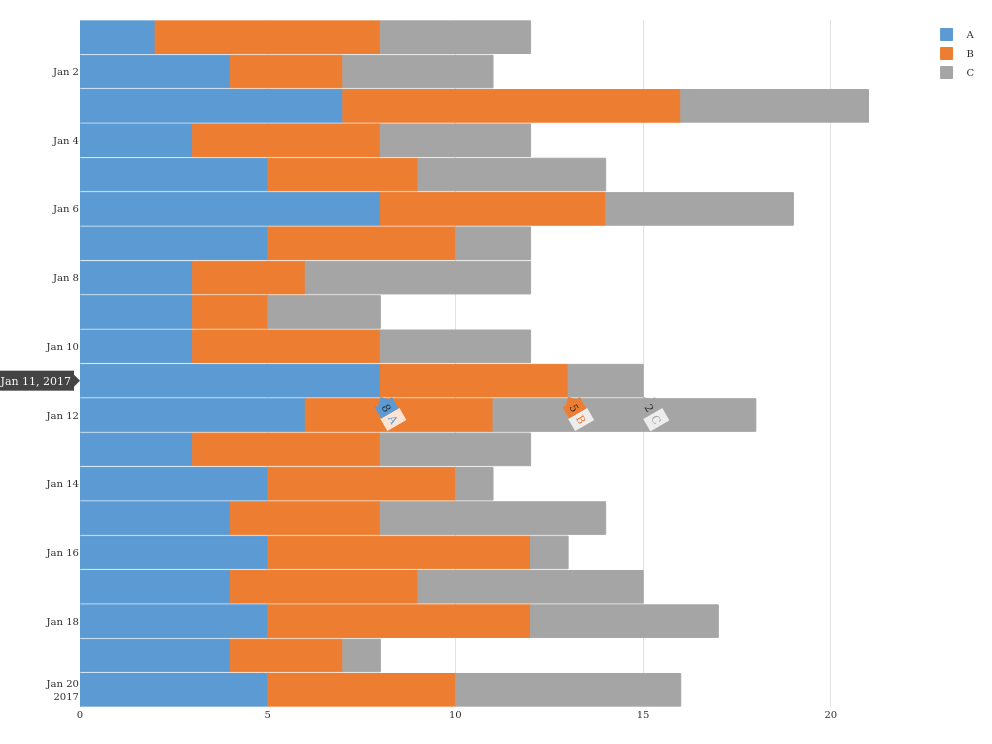 A
B
C
Jan 2
Jan 4
Jan 6
Jan 8
Jan 10
Jan 11, 2017
Jan 12
8 A
5 B
2 C
Jan 14
Jan 16
Jan 18
Jan 20
2017
0 5 10 15 20